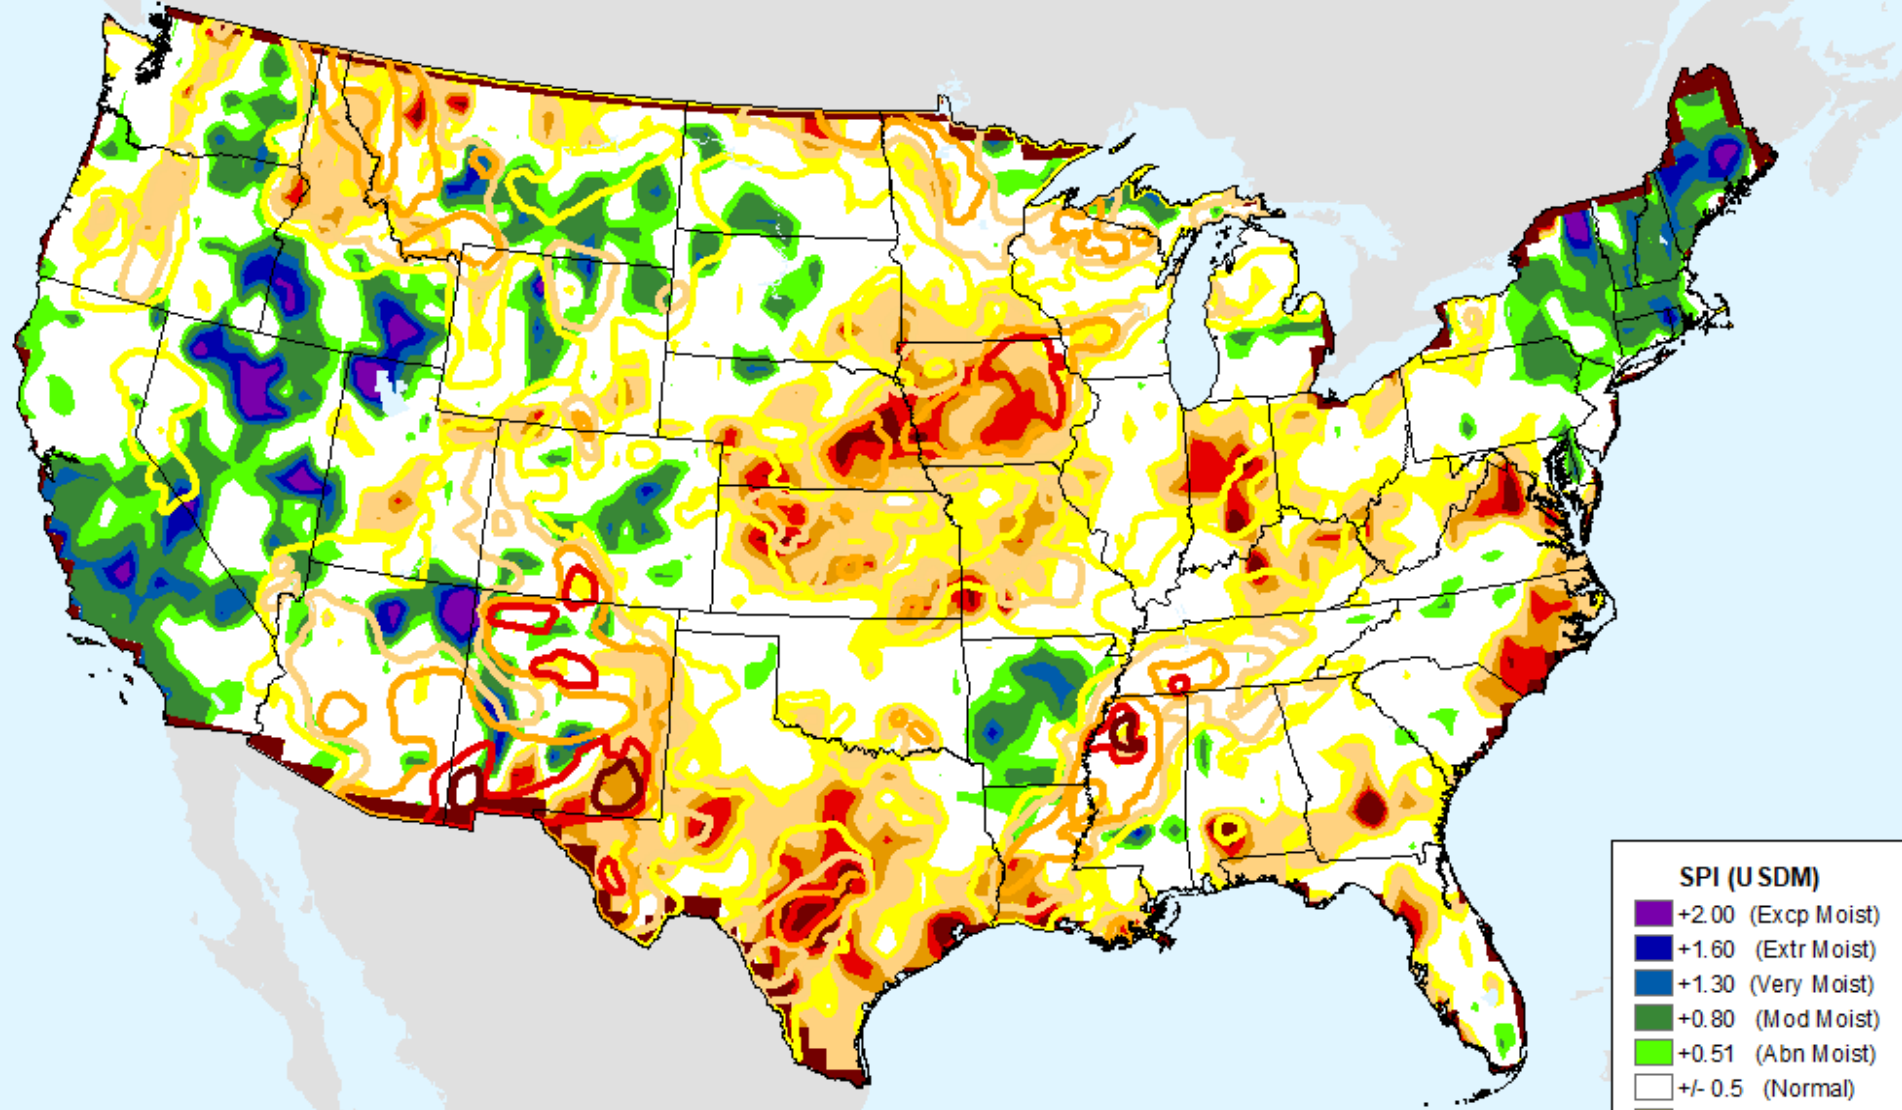 SPI (USDM)
+2.00 (Excp Moist)
+1.60 (Extr Moist)
+1.30 (Very Moist)
+0.80 (Mod Moist)
+0.51 (Abn Moist)
+/- 0.5 (Normal)